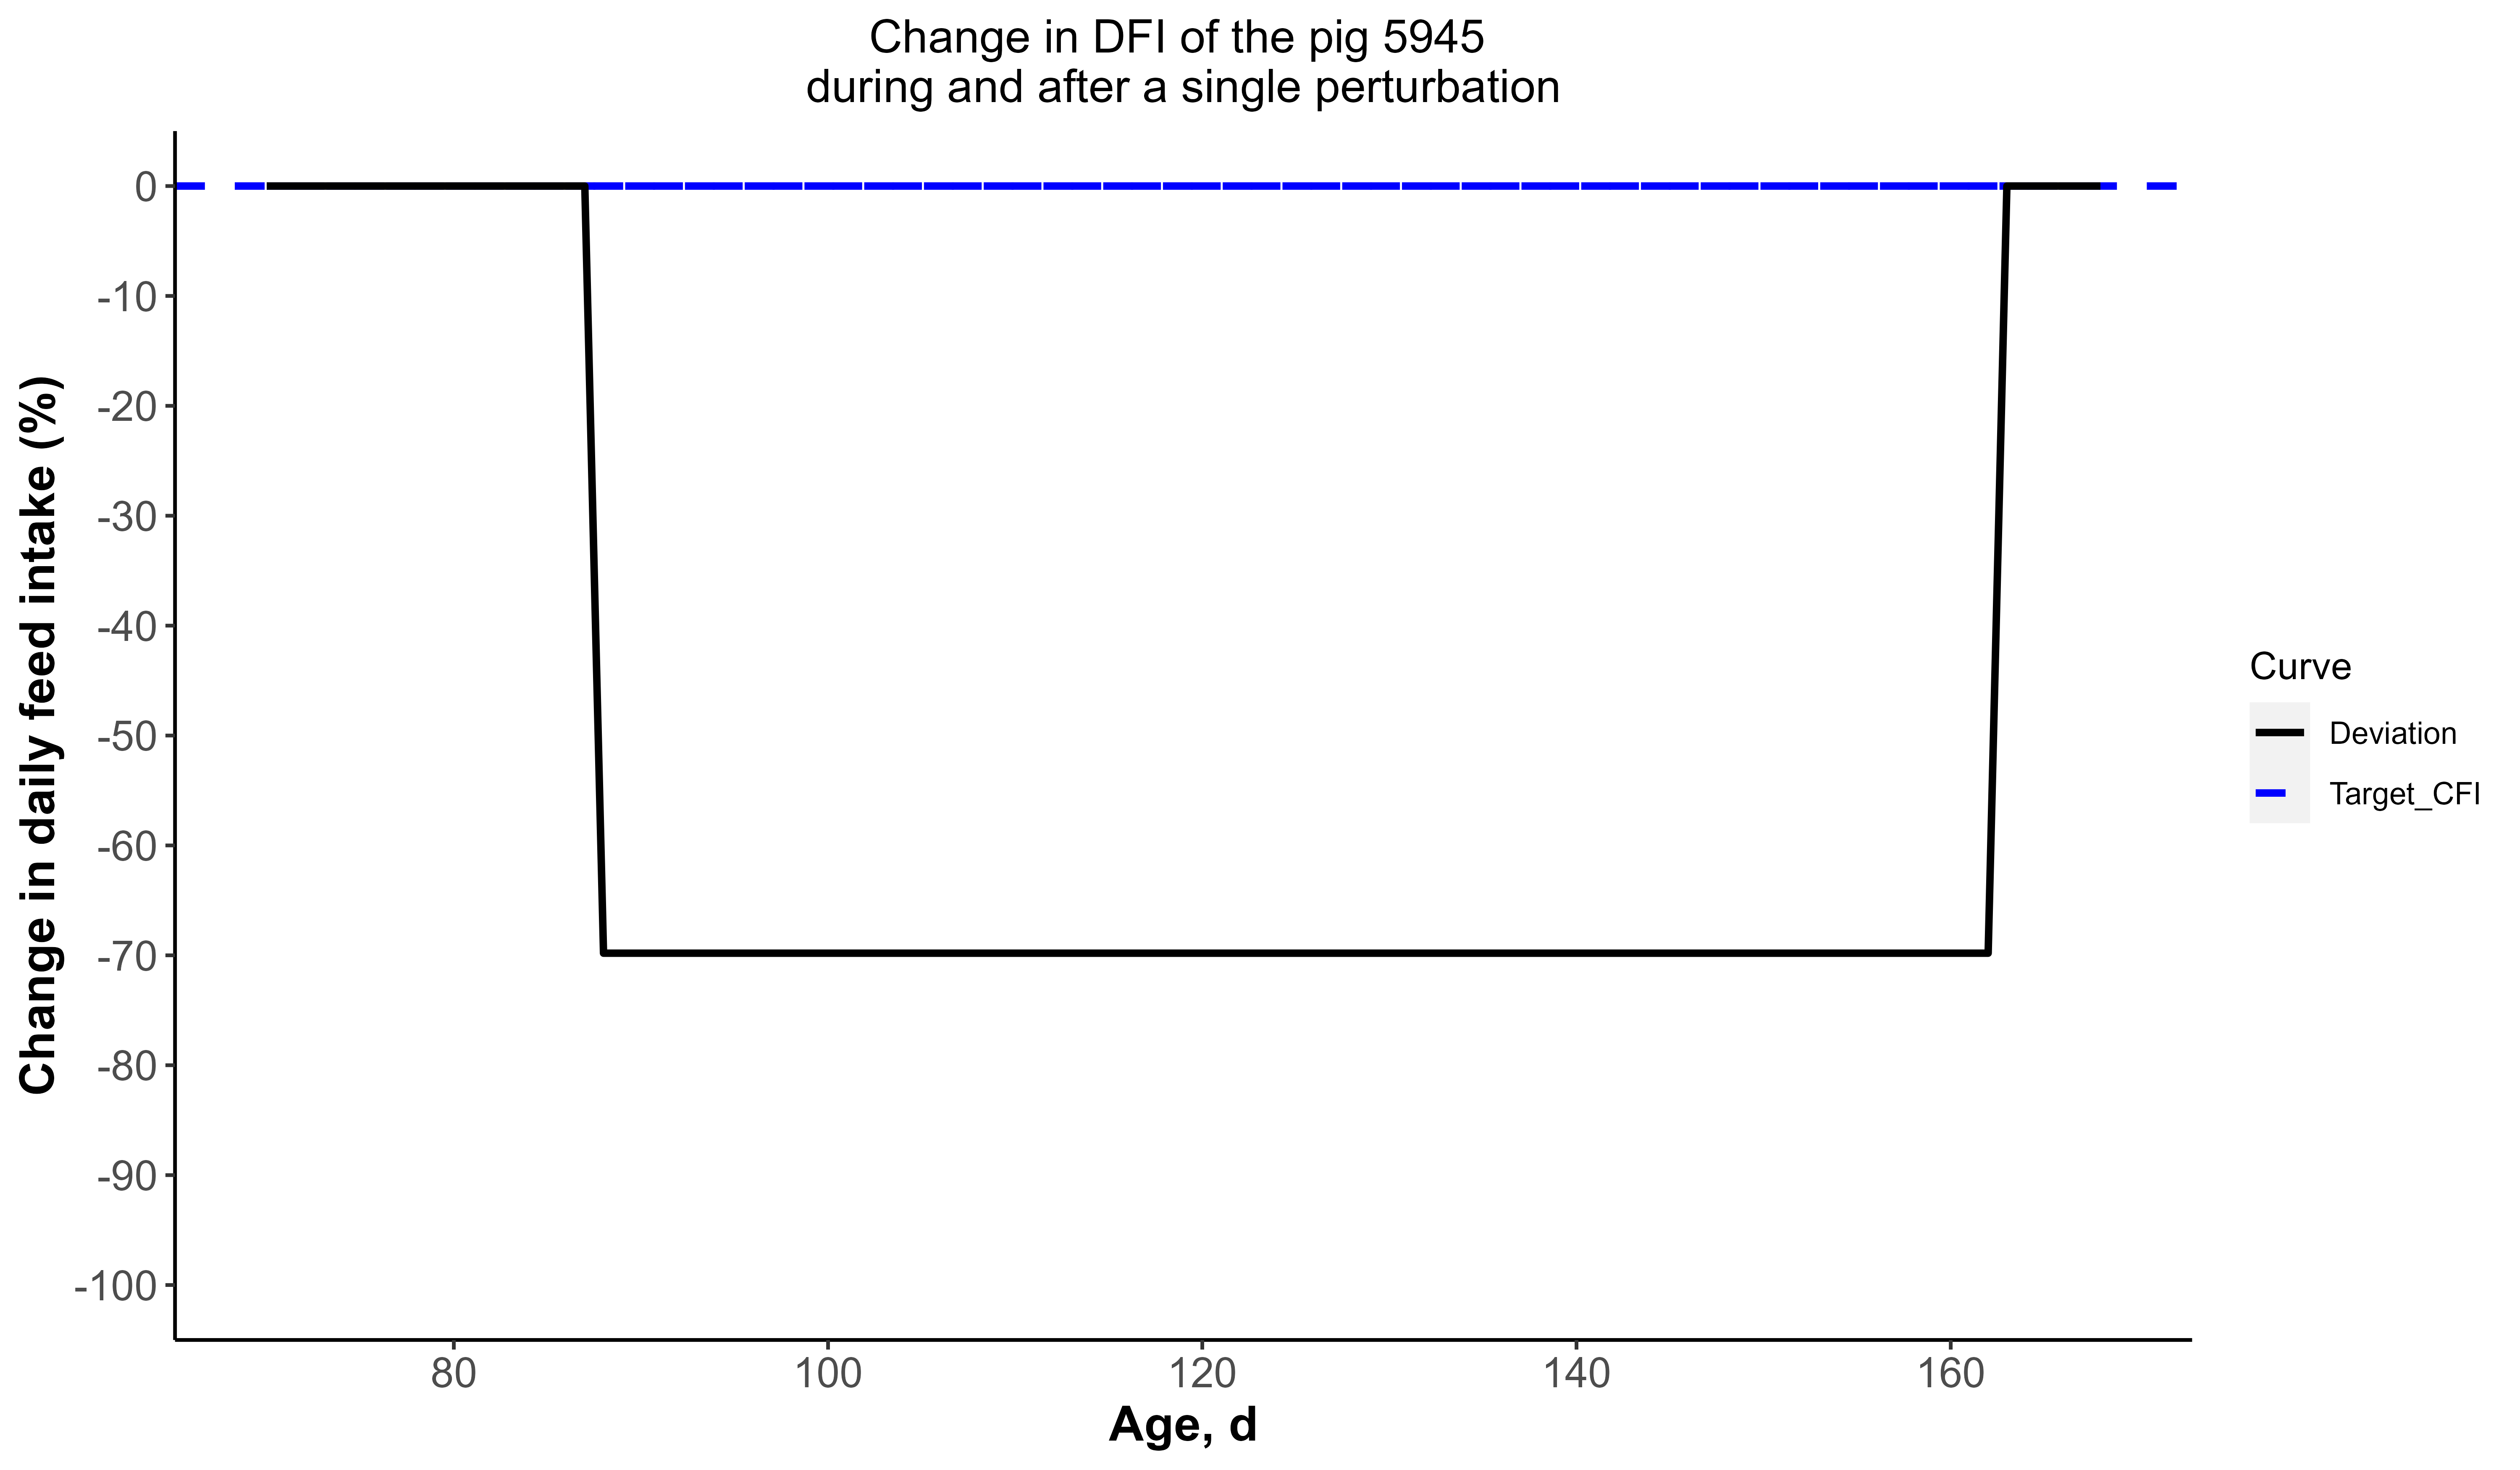 Change in DFI of the pig 5945
during and after a single perturbation
Change in daily feed intake (%)
0
-10
-20
-30
-40
-50
-60
-70
-80
-90
-100
80
100
120
140
160
Age, d
Curve
Deviation
Target_CFI